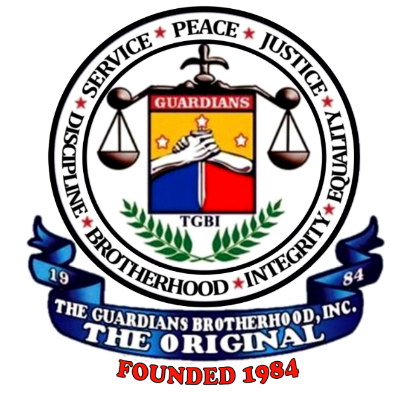 DISCIPLINE ★ SERVICE ★ PEACE ★ JUSTICE ★ EQUALITY
★ BROTHERHOOD ★ INTEGRITY ★
GUARDIANS
TGBI
19 84
THE GUARDIANS BROTHERHOOD, INC.
THE ORIGINAL
FOUNDED 1984